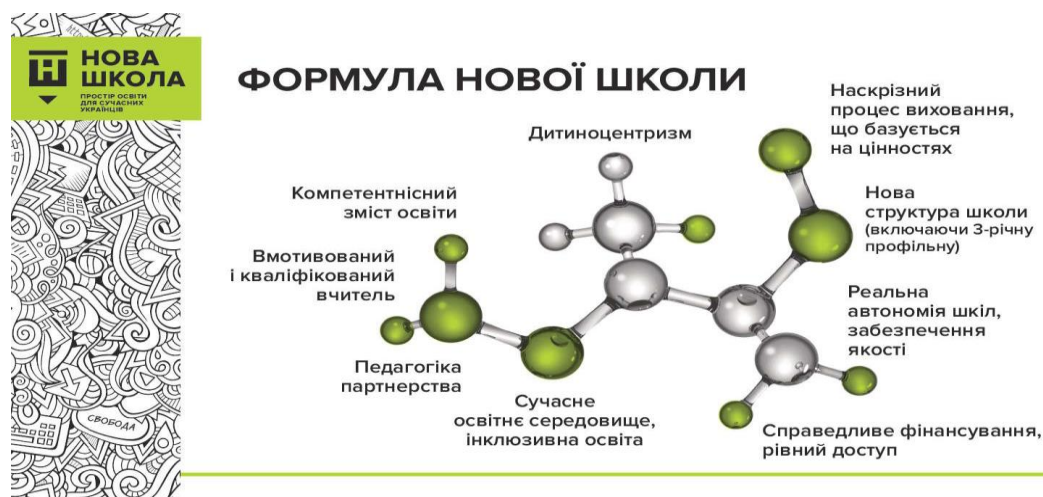 НОВА
ШКОЛА
ПРОСТІР ОСВІТИ
ДЛЯ СУЧАСНИХ
УКРАЇНЦІВ
ФОРМУЛА НОВОЇ ШКОЛИ
Дитиноцентризм
Наскрізний
процес виховання,
що базується
на цінностях
Компетентнісний
зміст освіти
Нова
структура школи
(включаючи 3-річну
профільну)
Вмотивований
і кваліфікований
вчитель
Реальна
автономія шкіл,
забезпечення
якості
Педагогіка
партнерства
Сучасне
освітнє середовище,
інклюзивна освіта
Справедливе фінансування,
рівний доступ
СВОБОДА